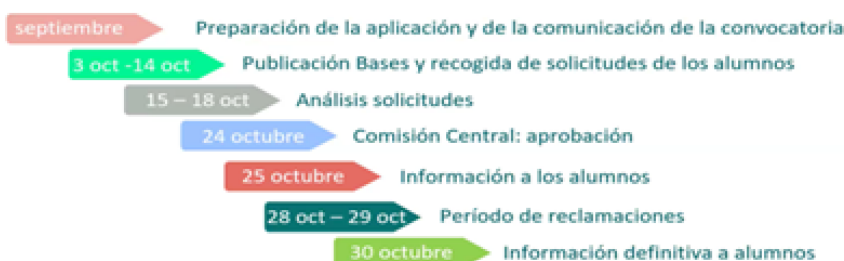 septiembre Preparación de la aplicación y de la comunicación de la convocatoria
3 oct -14 oct Publicación Bases y recogida de solicitudes de los alumnos
15 – 18 oct Análisis solicitudes
24 octubre Comisión Central: aprobación
25 octubre Información a los alumnos
28 oct – 29 oct Período de reclamaciones
30 octubre Información definitiva a alumnos